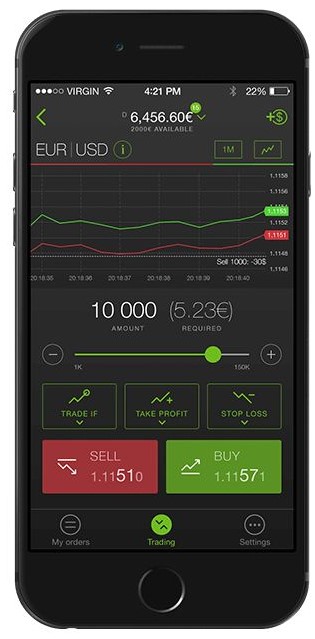 ●●●○○ VIRGIN 4:21 PM 22%
D 6,456.60€ 15
2000€ AVAILABLE
+$
EUR | USD i 1M
1.1158
1.1156
1.1153
1.1152
1.1151
1.1148
Sell 1000: -30$
1.1146
20:18:35 20:18:36 20:18:37 20:18:38 20:18:39 20:18:40
10 000 (5.23€)
AMOUNT REQUIRED
1K 150K
TRADE IF TAKE PROFIT STOP LOSS
SELL BUY
1.11510 1.11571
My orders Trading Settings